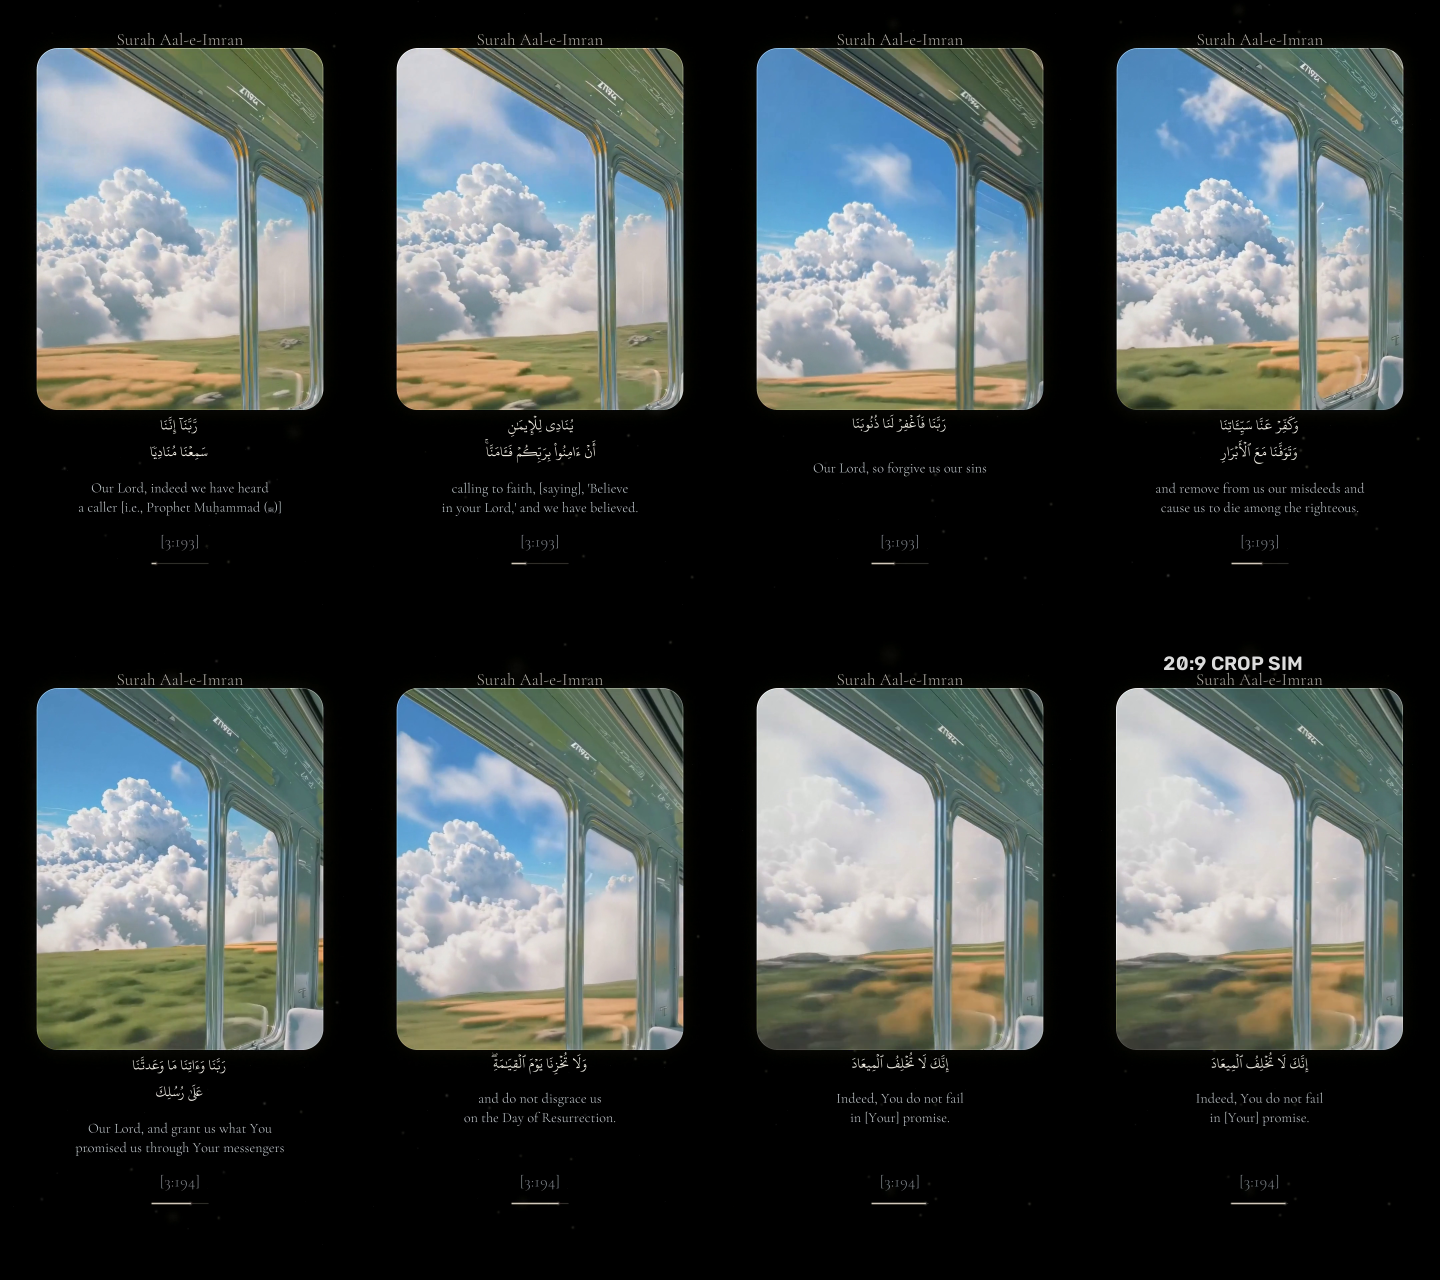 Surah Aal-e-Imran
رَّبَّنَآ إِنَّنَا
سَمِعْنَا مُنَادِيًا
Our Lord, indeed we have heard
a caller [i.e., Prophet Muḥammad (ﷺ)]
[3:193]
Surah Aal-e-Imran
يُنَادِى لِلْإِيمَـٰنِ
أَنْ ءَامِنُوا۟ بِرَبِّكُمْ فَـَٔامَنَّا ۚ
calling to faith, [saying], 'Believe
in your Lord,' and we have believed.
[3:193]
Surah Aal-e-Imran
رَبَّنَا فَٱغْفِرْ لَنَا ذُنُوبَنَا
Our Lord, so forgive us our sins
[3:193]
Surah Aal-e-Imran
وَكَفِّرْ عَنَّا سَيِّـَٔاتِنَا
وَتَوَفَّنَا مَعَ ٱلْأَبْرَارِ
and remove from us our misdeeds and
cause us to die among the righteous.
[3:193]
Surah Aal-e-Imran
رَبَّنَا وَءَاتِنَا مَا وَعَدتَّنَا
عَلَىٰ رُسُلِكَ
Our Lord, and grant us what You
promised us through Your messengers
[3:194]
Surah Aal-e-Imran
وَلَا تُخْزِنَا يَوْمَ ٱلْقِيَـٰمَةِ ۗ
and do not disgrace us
on the Day of Resurrection.
[3:194]
Surah Aal-e-Imran
إِنَّكَ لَا تُخْلِفُ ٱلْمِيعَادَ
Indeed, You do not fail
in [Your] promise.
[3:194]
20:9 CROP SIM
Surah Aal-e-Imran
إِنَّكَ لَا تُخْلِفُ ٱلْمِيعَادَ
Indeed, You do not fail
in [Your] promise.
[3:194]